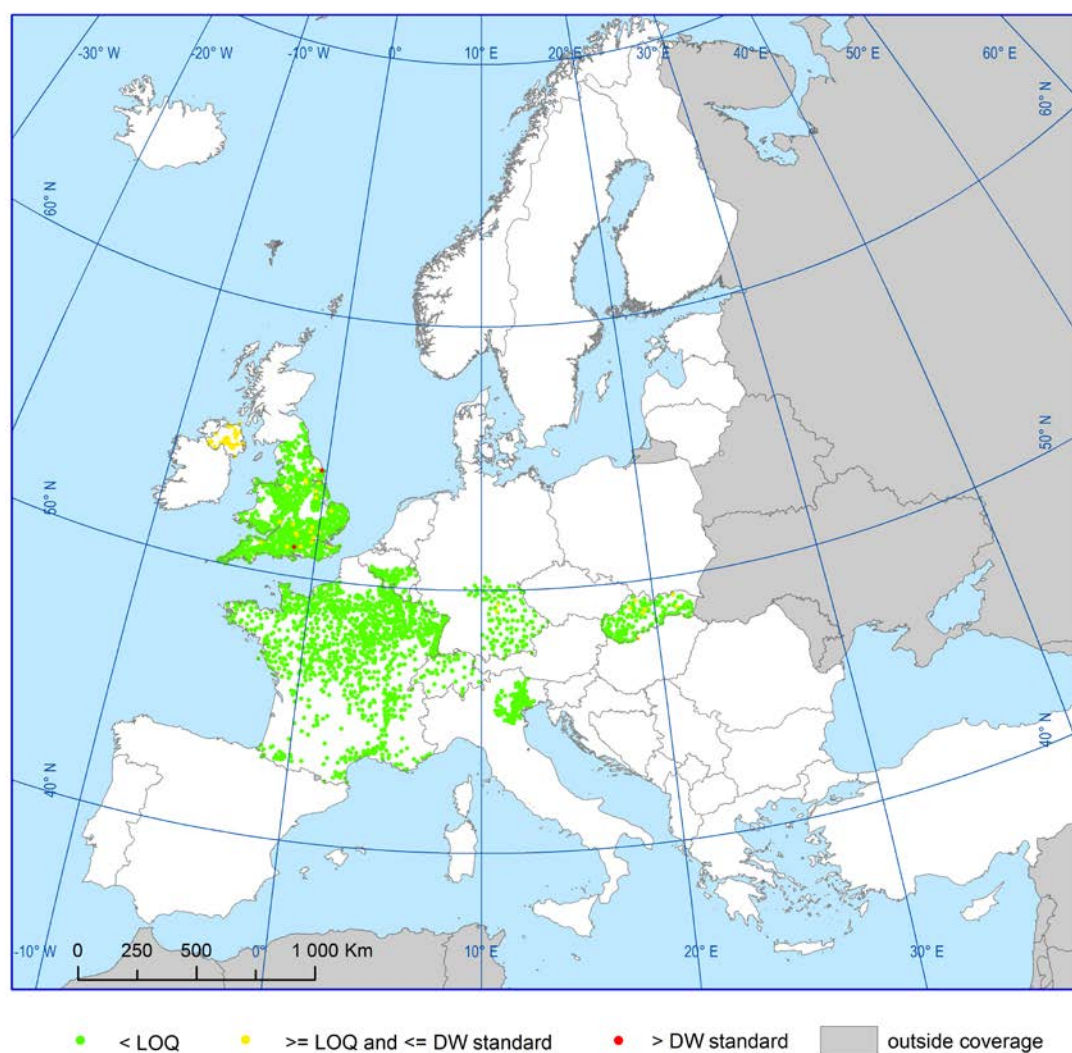 -30° W -20° W -10° W 0° 10° E 20° E 30° E 40° E 50° E 60° E
60° N 60° N
50° N 50° N
40° N 40° N
0 250 500 1 000 Km
-10° W 0° 10° E 20° E 30° E
< LOQ >= LOQ and <= DW standard > DW standard outside coverage